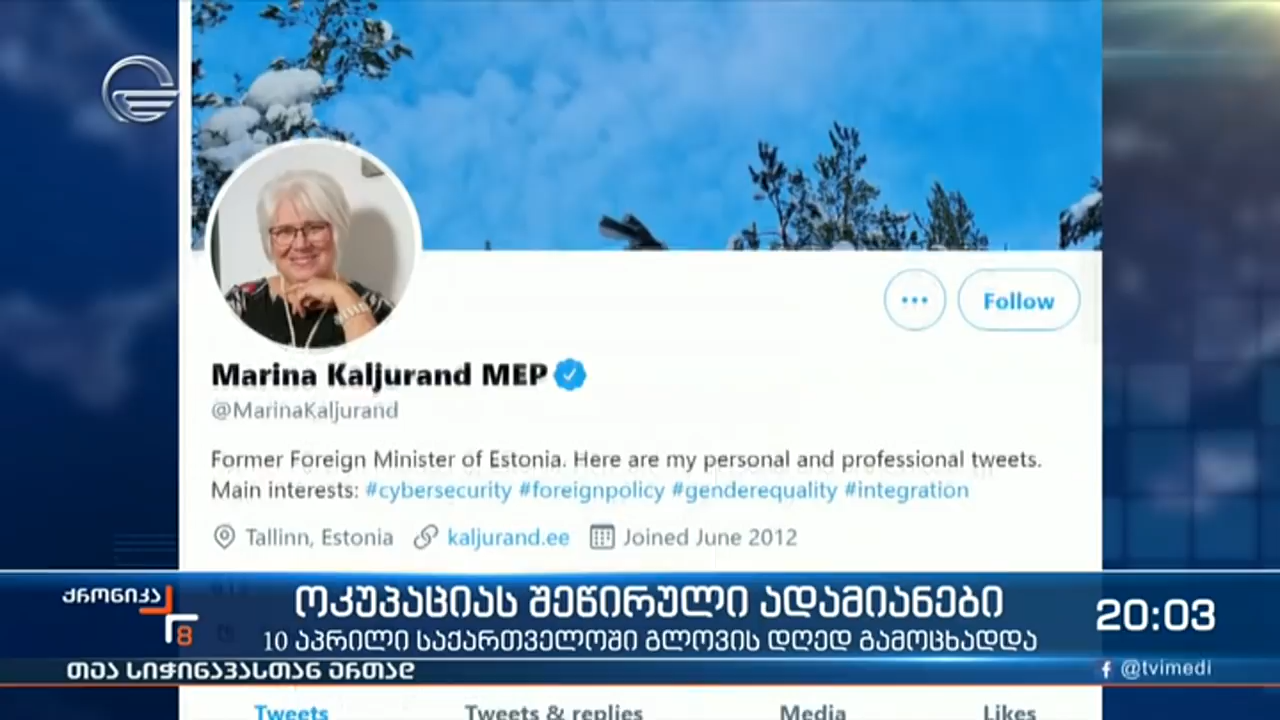 Follow
Marina Kaljurand MEP
@MarinaKaljurand
Former Foreign Minister of Estonia. Here are my personal and professional tweets.
Main interests: #cybersecurity #foreignpolicy #genderequality #integration
Tallinn, Estonia kaljurand.ee Joined June 2012
ქრონიკა
8
ოკუპაციას შეწირული ადამიანები
10 აპრილი საქართველოში გლოვის დღედ გამოცხადდა
20:03
თეა სიჭინავასთან ერთად
@tvimedi
Tweets Tweets & replies Media Likes